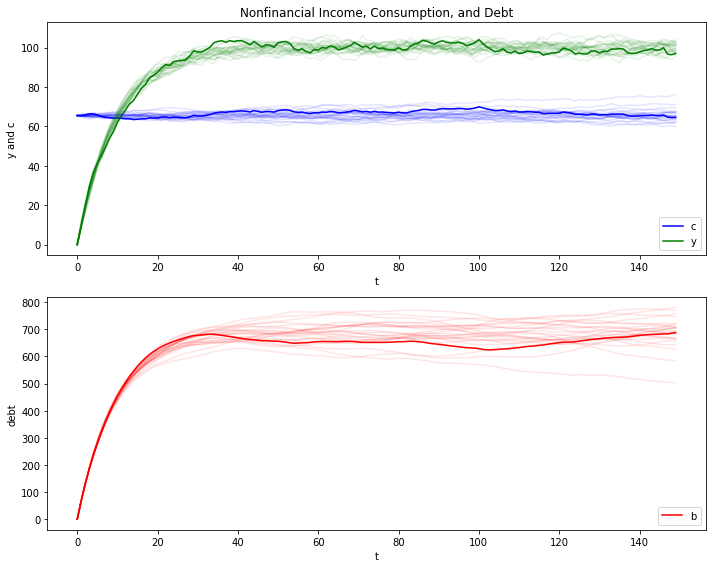 Nonfinancial Income, Consumption, and Debt
100
80
60
40
20
0
y and c
c
y
0 20 40 60 80 100 120 140
t
800
700
600
500
400
300
200
100
0
debt
b
0 20 40 60 80 100 120 140
t